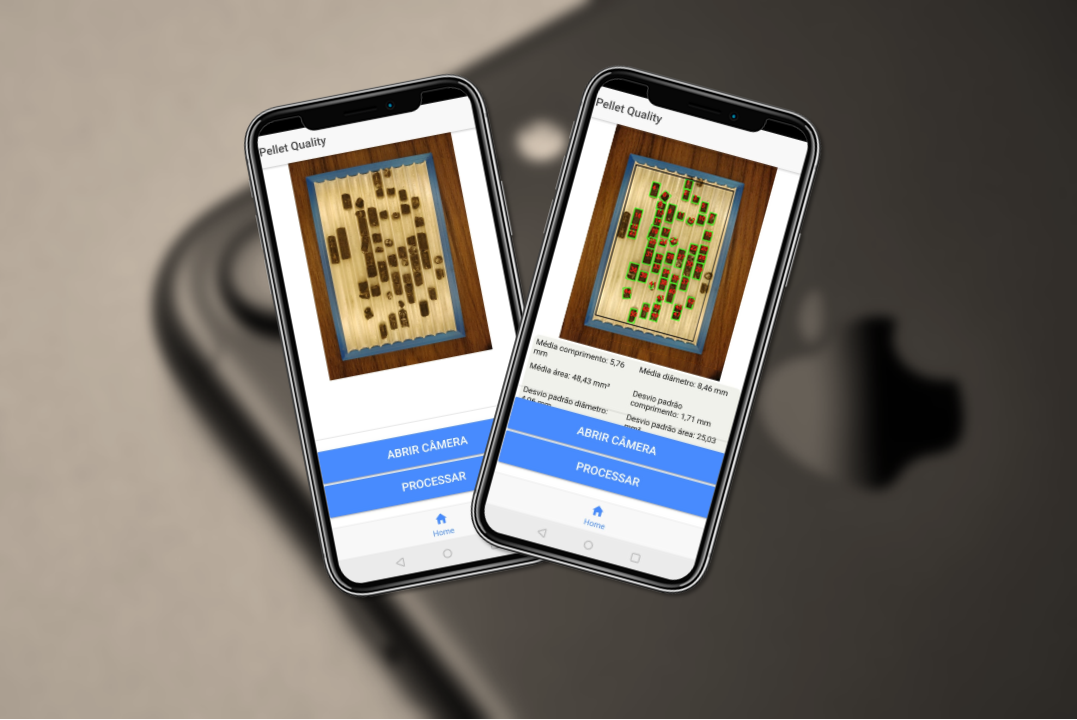 Pellet Quality
ABRIR CÂMERA
PROCESSAR
Home
Pellet Quality
Média comprimento: 5,76
mm
Média diâmetro: 8,46 mm
Média área: 48,43 mm²
Desvio padrão
comprimento: 1,71 mm
Desvio padrão diâmetro:
Desvio padrão área: 25,03
ABRIR CÂMERA
PROCESSAR
Home